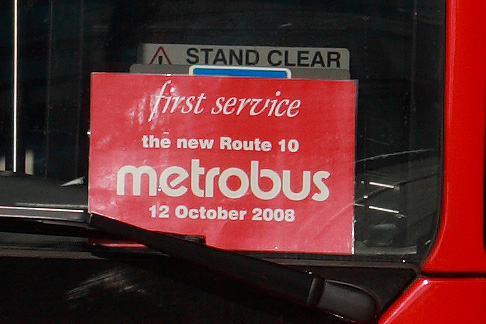 STAND CLEAR
first service
the new Route 10
metrobus
12 October 2008